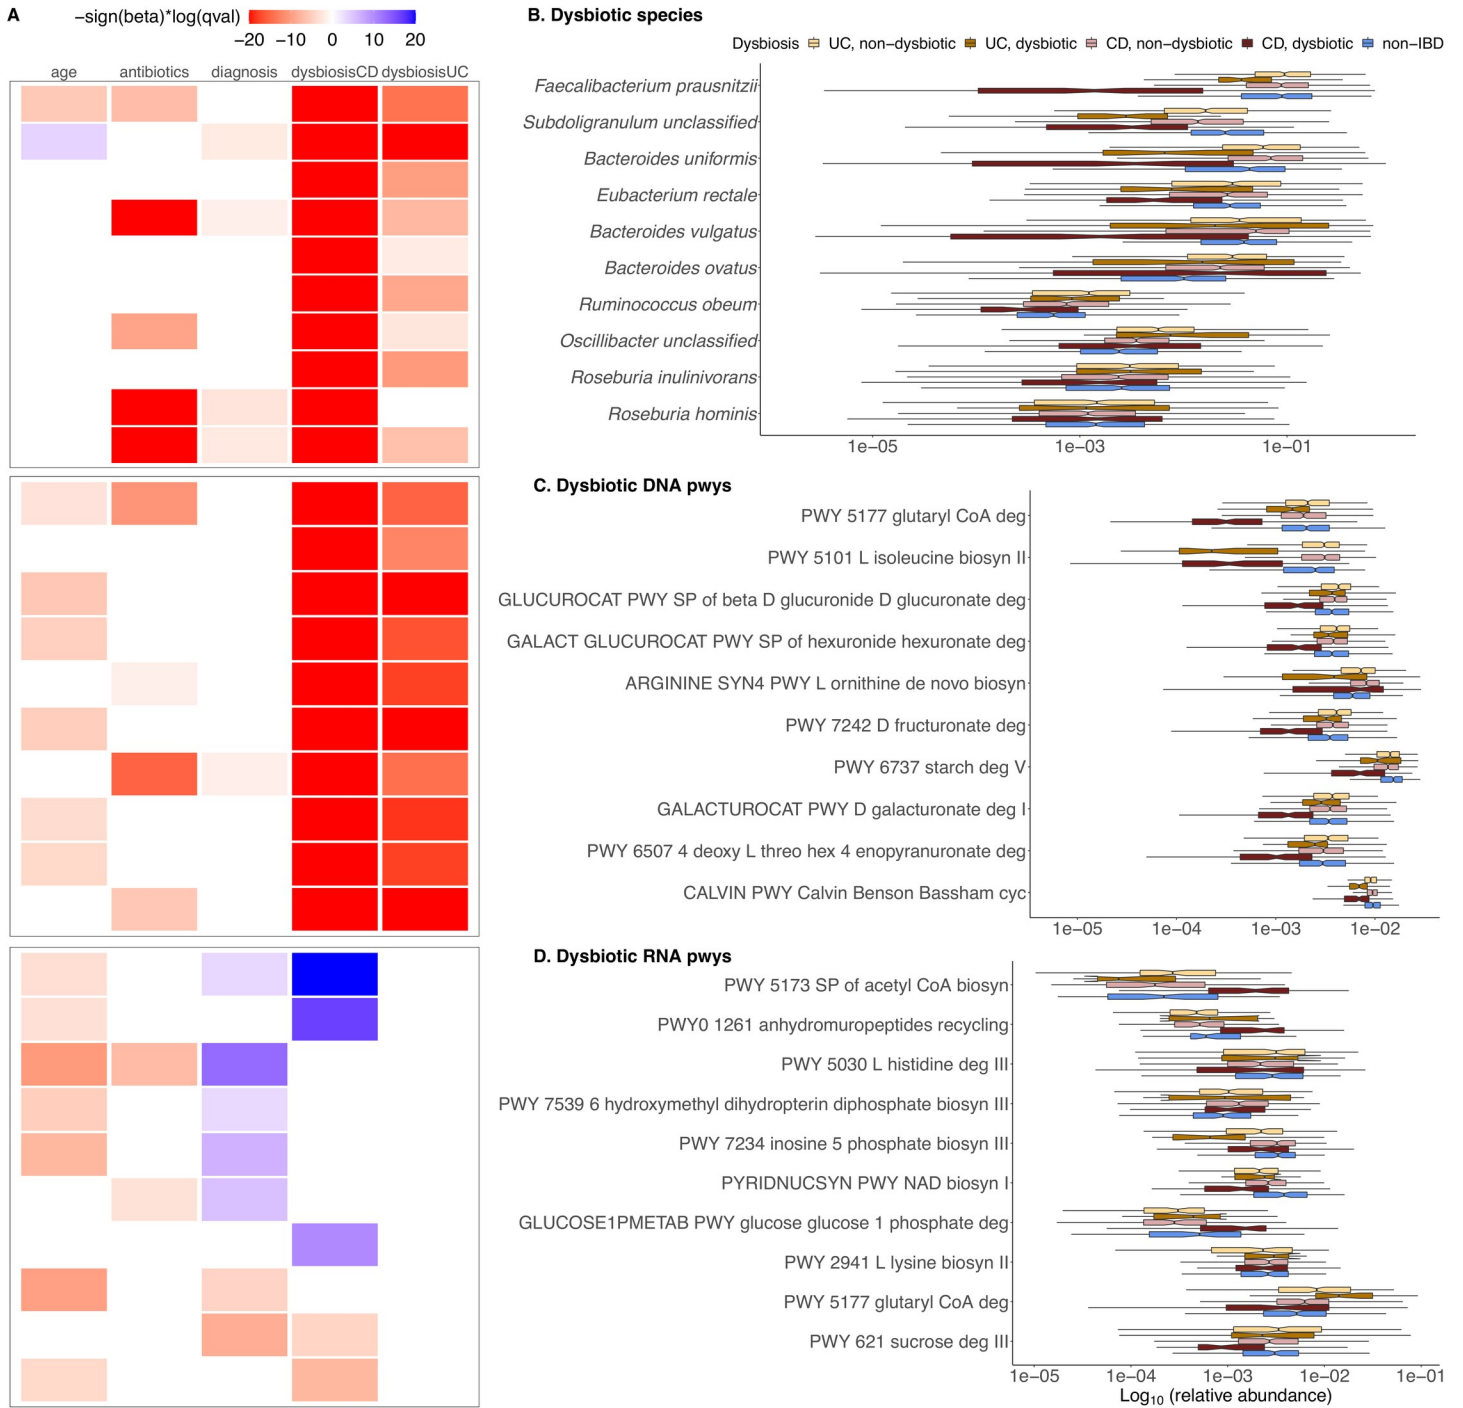 A
−sign(beta)*log(qval)
−20 −10 0 10 20
age antibiotics diagnosis dysbiosisCD dysbiosisUC
B. Dysbiotic species
Dysbiosis UC, non−dysbiotic UC, dysbiotic CD, non−dysbiotic CD, dysbiotic non−IBD
Faecalibacterium prausnitzii
Subdoligranulum unclassified
Bacteroides uniformis
Eubacterium rectale
Bacteroides vulgatus
Bacteroides ovatus
Ruminococcus obeum
Oscillibacter unclassified
Roseburia inulinivorans
Roseburia hominis
1e−05 1e−03 1e−01
C. Dysbiotic DNA pwys
PWY 5177 glutaryl CoA deg
PWY 5101 L isoleucine biosyn II
GLUCUROCAT PWY SP of beta D glucuronide D glucuronate deg
GALACT GLUCUROCAT PWY SP of hexuronide hexuronate deg
ARGININE SYN4 PWY L ornithine de novo biosyn
PWY 7242 D fructuronate deg
PWY 6737 starch deg V
GALACTUROCAT PWY D galacturonate deg I
PWY 6507 4 deoxy L threo hex 4 enopyranuronate deg
CALVIN PWY Calvin Benson Bassham cyc
1e−05 1e−04 1e−03 1e−02
D. Dysbiotic RNA pwys
PWY 5173 SP of acetyl CoA biosyn
PWY0 1261 anhydromuropeptides recycling
PWY 5030 L histidine deg III
PWY 7539 6 hydroxymethyl dihydropterin diphosphate biosyn III
PWY 7234 inosine 5 phosphate biosyn III
PYRIDNUCSYN PWY NAD biosyn I
GLUCOSE1PMETAB PWY glucose glucose 1 phosphate deg
PWY 2941 L lysine biosyn II
PWY 5177 glutaryl CoA deg
PWY 621 sucrose deg III
1e−05 1e−04 1e−03 1e−02 1e−01
Log₁₀ (relative abundance)